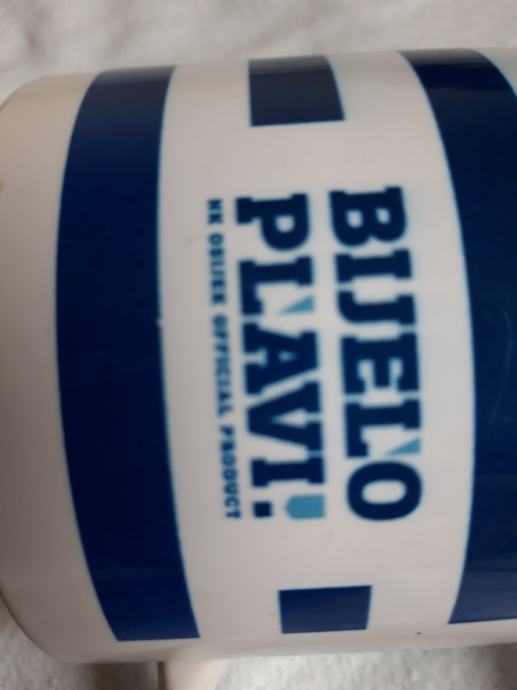 BIJELO
PLAVI!
NK OSIJEK OFFICIAL PRODUCT